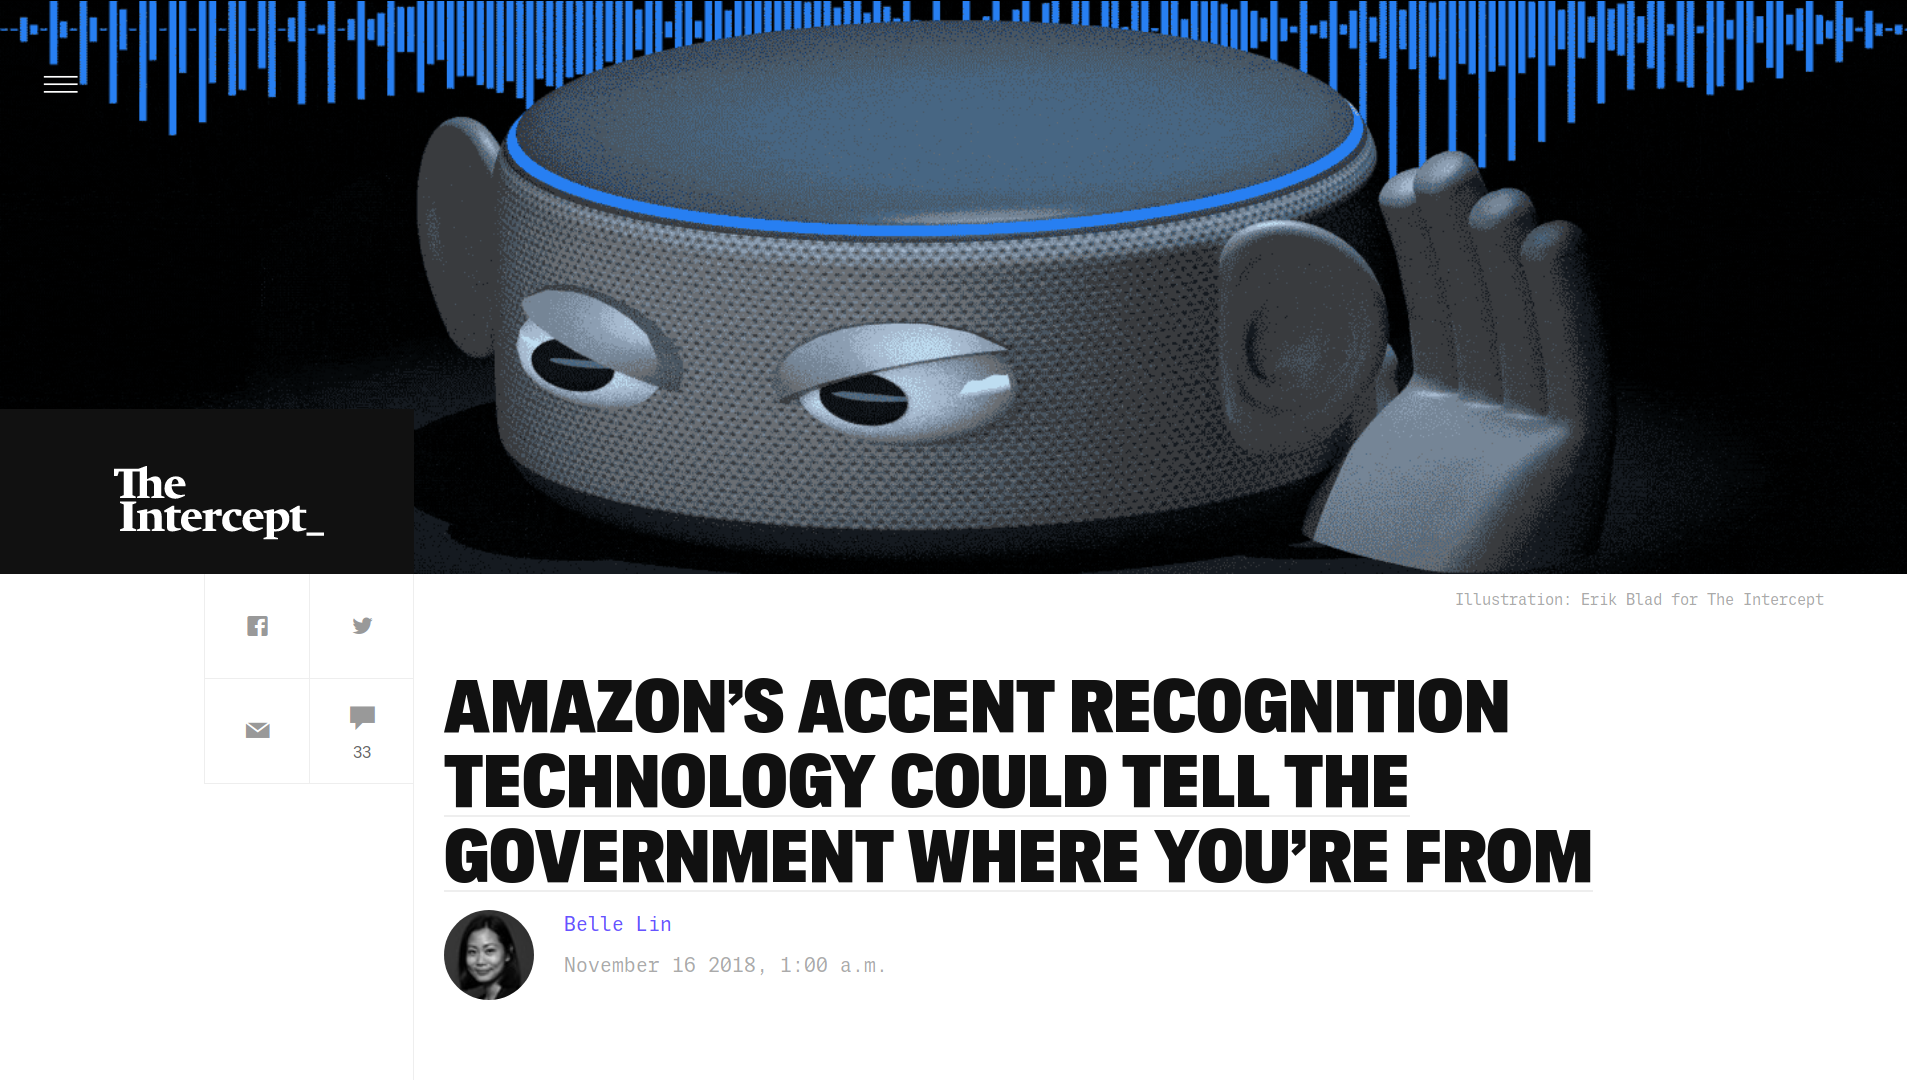 The
Intercept_
Illustration: Erik Blad for The Intercept
33
AMAZON’S ACCENT RECOGNITION
TECHNOLOGY COULD TELL THE
GOVERNMENT WHERE YOU’RE FROM
Belle Lin
November 16 2018, 1:00 a.m.